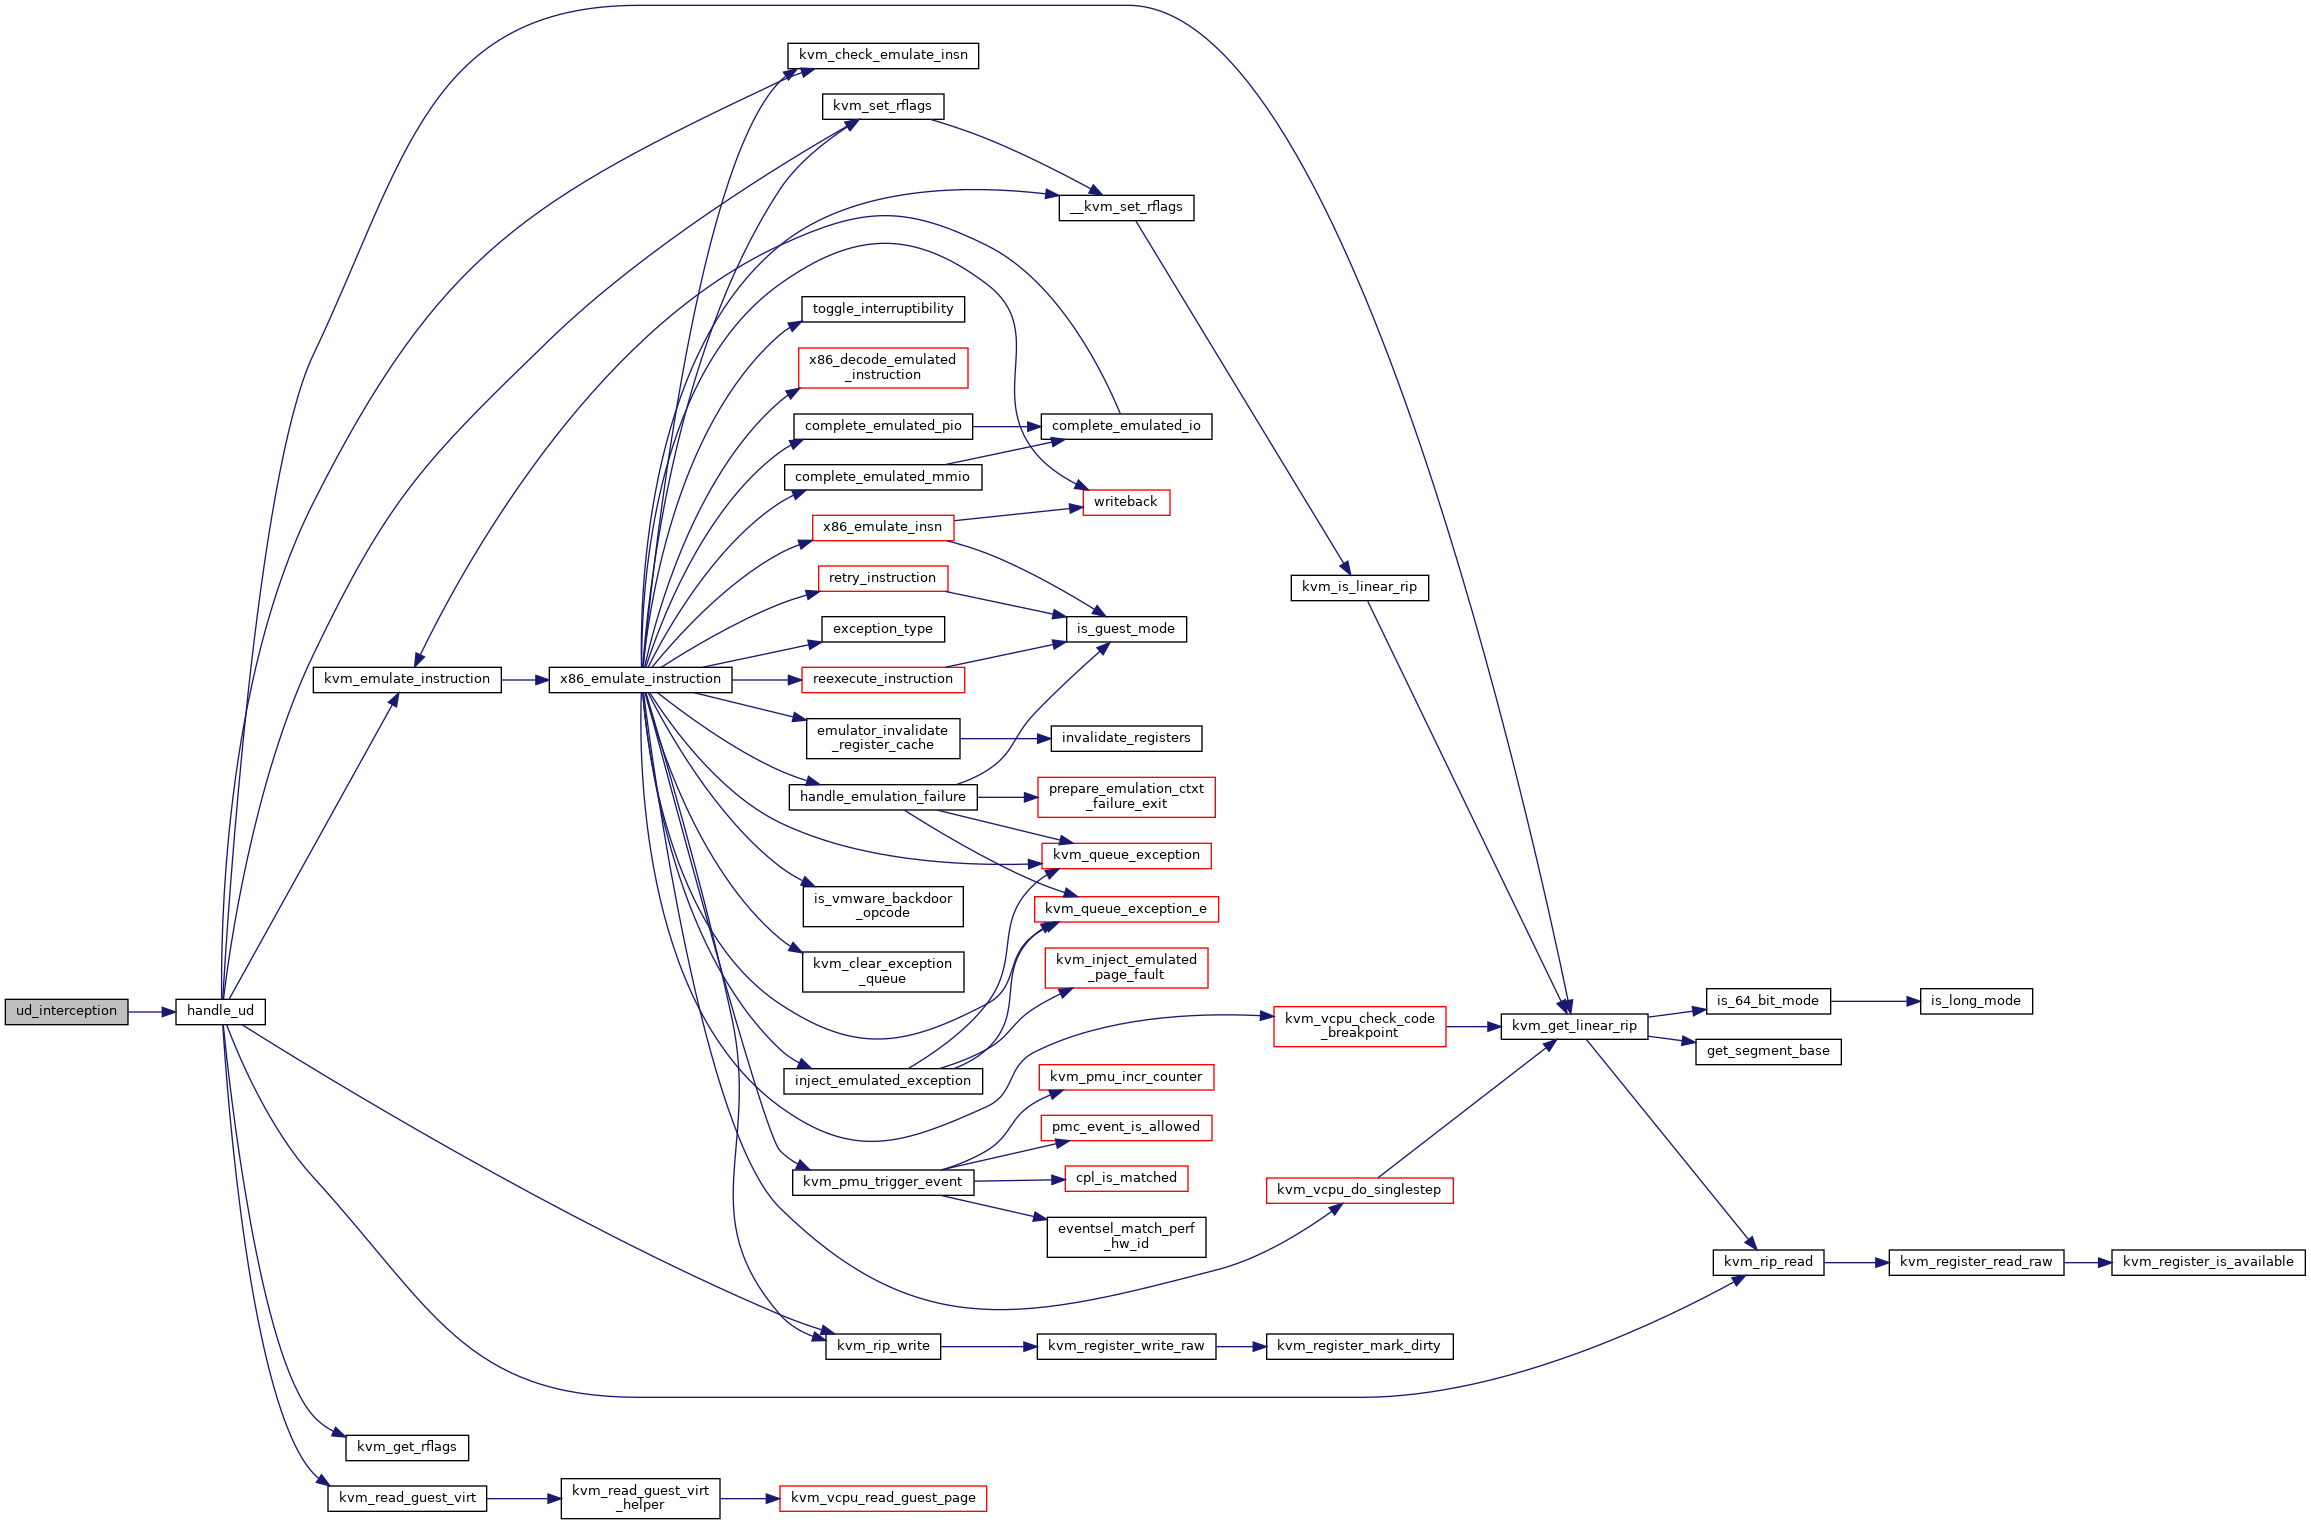 kvm_check_emulate_insn
kvm_set_rflags
__kvm_set_rflags
toggle_interruptibility
x86_decode_emulated
_instruction
complete_emulated_pio
complete_emulated_io
complete_emulated_mmio
writeback
x86_emulate_insn
retry_instruction
kvm_is_linear_rip
exception_type
is_guest_mode
kvm_emulate_instruction
x86_emulate_instruction
reexecute_instruction
emulator_invalidate
_register_cache
invalidate_registers
handle_emulation_failure
prepare_emulation_ctxt
_failure_exit
kvm_queue_exception
is_vmware_backdoor
_opcode
kvm_queue_exception_e
kvm_clear_exception
_queue
kvm_inject_emulated
_page_fault
ud_interception
handle_ud
kvm_vcpu_check_code
_breakpoint
kvm_get_linear_rip
is_64_bit_mode
is_long_mode
get_segment_base
inject_emulated_exception
kvm_pmu_incr_counter
pmc_event_is_allowed
kvm_pmu_trigger_event
cpl_is_matched
kvm_vcpu_do_singlestep
eventsel_match_perf
_hw_id
kvm_rip_read
kvm_register_read_raw
kvm_register_is_available
kvm_rip_write
kvm_register_write_raw
kvm_register_mark_dirty
kvm_get_rflags
kvm_read_guest_virt
kvm_read_guest_virt
_helper
kvm_vcpu_read_guest_page